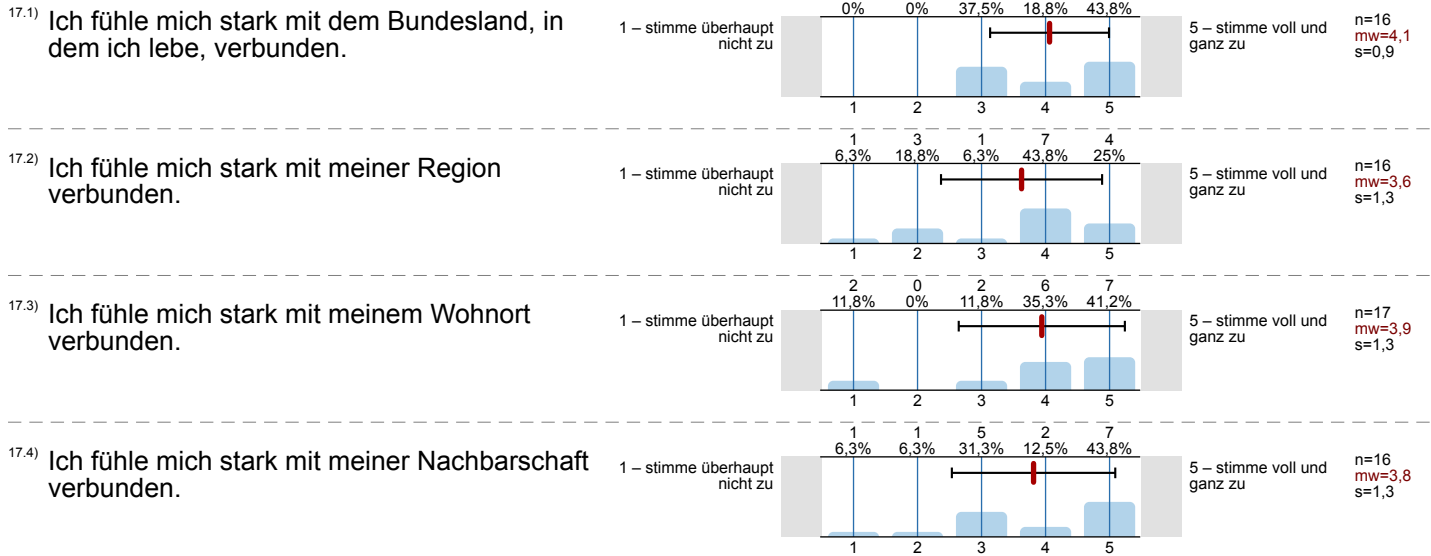 17.1) Ich fühle mich stark mit dem Bundesland, in
dem ich lebe, verbunden.
1 – stimme überhaupt
nicht zu
0% 0% 37,5% 18,8% 43,8%
1 2 3 4 5
5 – stimme voll und
ganz zu
n=16
mw=4,1
s=0,9
17.2) Ich fühle mich stark mit meiner Region
verbunden.
1 – stimme überhaupt
nicht zu
1 3 1 7 4
6,3% 18,8% 6,3% 43,8% 25%
1 2 3 4 5
5 – stimme voll und
ganz zu
n=16
mw=3,6
s=1,3
17.3) Ich fühle mich stark mit meinem Wohnort
verbunden.
1 – stimme überhaupt
nicht zu
2 0 2 6 7
11,8% 0% 11,8% 35,3% 41,2%
1 2 3 4 5
5 – stimme voll und
ganz zu
n=17
mw=3,9
s=1,3
17.4) Ich fühle mich stark mit meiner Nachbarschaft
verbunden.
1 – stimme überhaupt
nicht zu
1 1 5 2 7
6,3% 6,3% 31,3% 12,5% 43,8%
1 2 3 4 5
5 – stimme voll und
ganz zu
n=16
mw=3,8
s=1,3